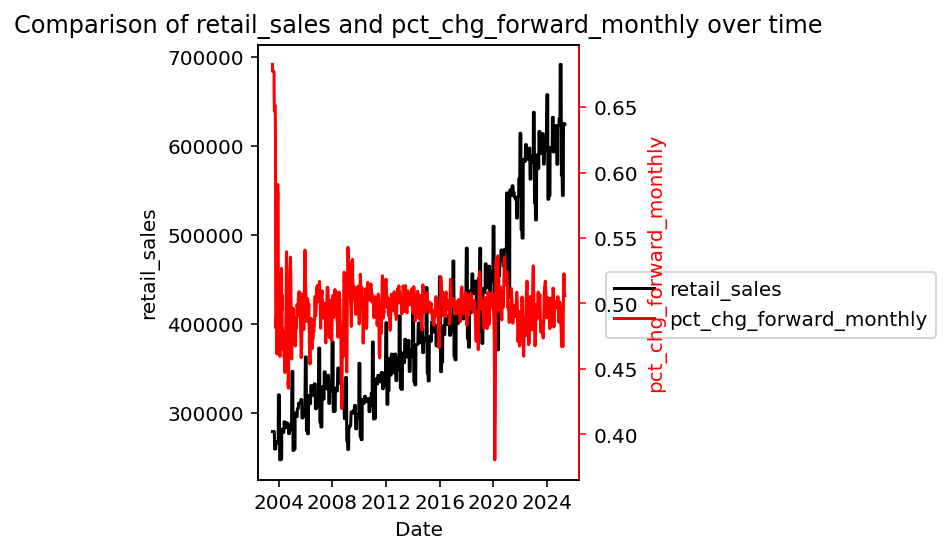 Comparison of retail_sales and pct_chg_forward_monthly over time
700000
600000
500000
400000
300000
retail_sales
0.65
0.60
0.55
0.50
0.45
0.40
pct_chg_forward_monthly
retail_sales
pct_chg_forward_monthly
2004 2008 2012 2016 2020 2024
Date